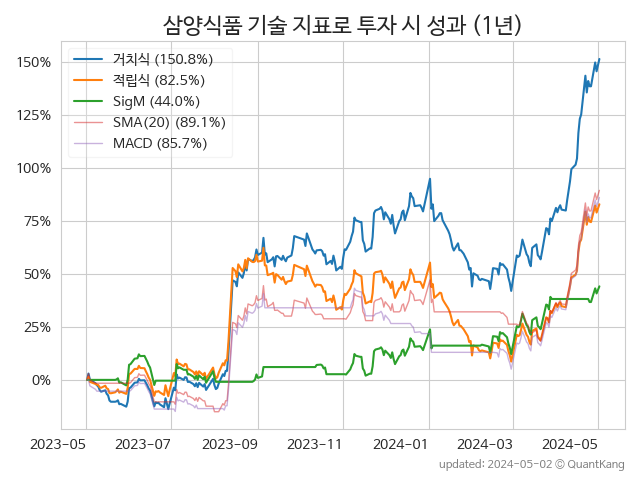 삼양식품 기술 지표로 투자 시 성과 (1년)
150%
125%
100%
75%
50%
25%
0%
거치식 (150.8%)
적립식 (82.5%)
SigM (44.0%)
SMA(20) (89.1%)
MACD (85.7%)
2023-05 2023-07 2023-09 2023-11 2024-01 2024-03 2024-05
updated: 2024-05-02 © QuantKang